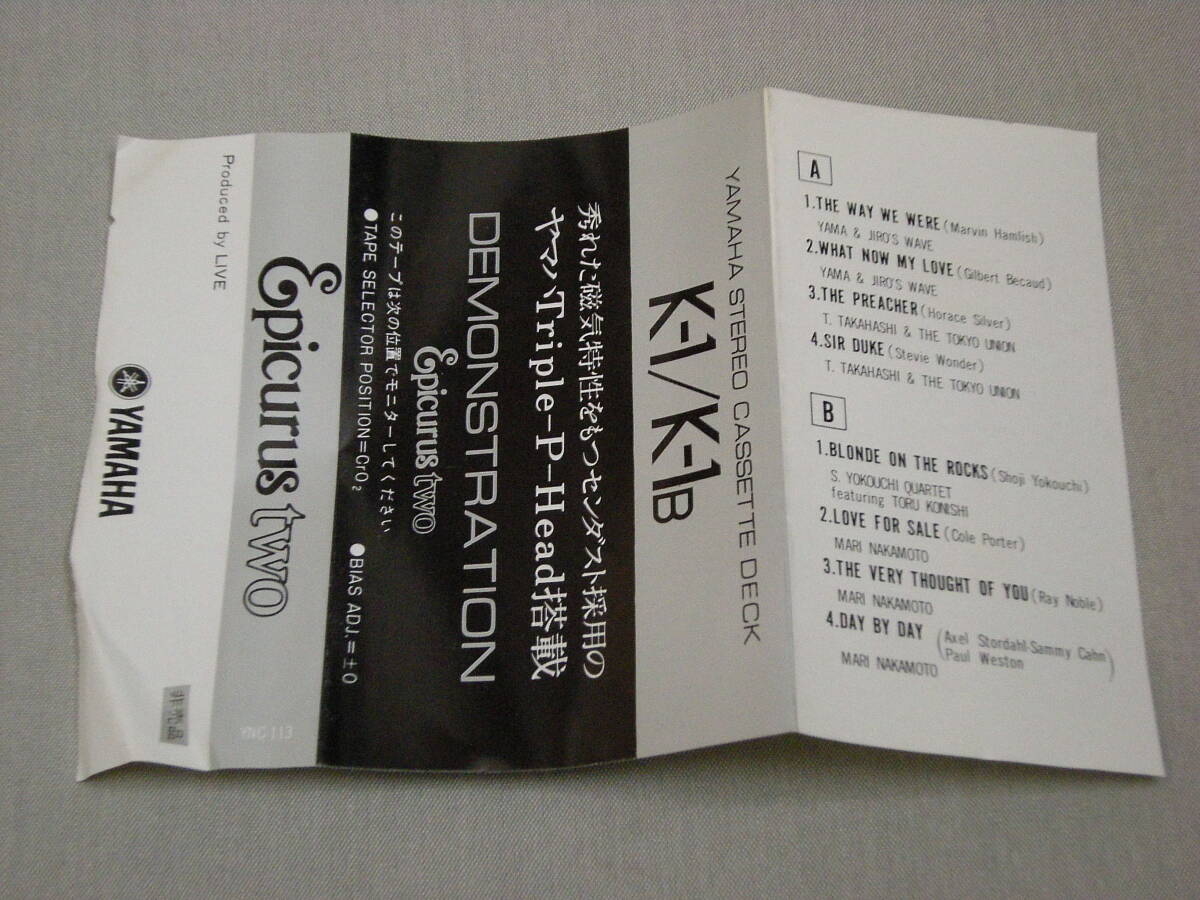 A
1.THE WAY WE WERE (Marvin Hamlish)
YAMA & JIRO'S WAVE
2.WHAT NOW MY LOVE (Gilbert Becaud)
YAMA & JIRO'S WAVE
3.THE PREACHER (Horace Silver)
T. TAKAHASHI & THE TOKYO UNION
4.SIR DUKE (Stevie Wonder)
T. TAKAHASHI & THE TOKYO UNION
B
1.BLONDE ON THE ROCKS (Shoji Yokouchi)
S. YOKOUCHI QUARTET
featuring TORU KONISHI
2.LOVE FOR SALE (Cole Porter)
MARI NAKAMOTO
3.THE VERY THOUGHT OF YOU (Ray Noble)
MARI NAKAMOTO
4.DAY BY DAY (Axel Stordahl-Sammy Cahn
Paul Weston)
MARI NAKAMOTO
YAMAHA STEREO CASSETTE DECK
K-1/K-1B
秀れた磁気特性をもつセンダスト採用の
ヤマハTriple-P-Head搭載
DEMONSTRATION
Epicurus two
このテープは次の位置でモニターしてください
●TAPE SELECTOR POSITION=CrO2 ●BIAS ADJ.=±0
Epicurus two
YNC-113
Produced by LIVE
非売品
YAMAHA